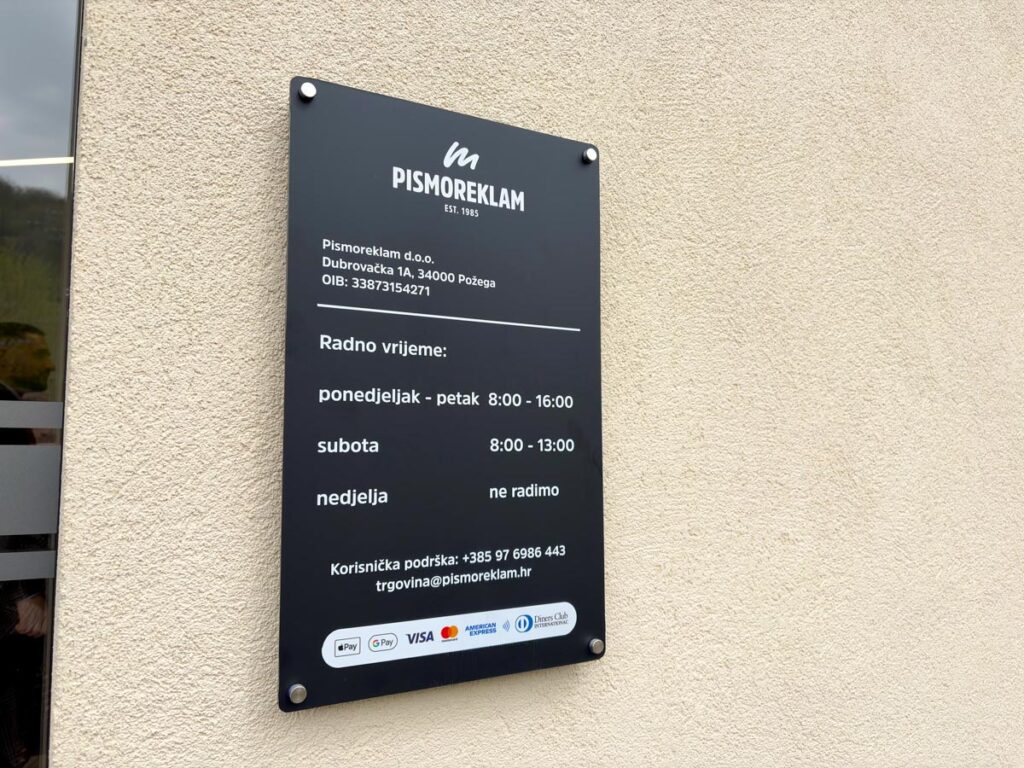 PISMOREKLAM
EST. 1985
Pismoreklam d.o.o.
Dubrovačka 1A, 34000 Požega
OIB: 33873154271
Radno vrijeme:
ponedjeljak - petak 8:00 - 16:00
subota 8:00 - 13:00
nedjelja ne radimo
Korisnička podrška: +385 97 6986 443
trgovina@pismoreklam.hr
Pay G Pay VISA mastercard AMERICAN EXPRESS Diners Club INTERNATIONAL